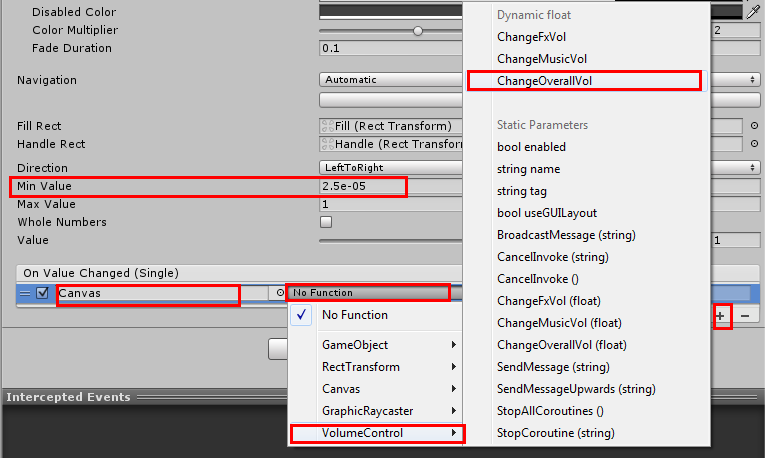 Disabled Color
Color Multiplier
2
Fade Duration
0.1
Navigation
Automatic
Fill Rect
Fill (Rect Transform)
Handle Rect
Handle (Rect Transform
Direction
LeftToRight
Min Value
2.5e-05
Max Value
1
Whole Numbers
Value
1
On Value Changed (Single)
Canvas
No Function
No Function
GameObject
RectTransform
Canvas
GraphicRaycaster
VolumeControl
Intercepted Events
Dynamic float
ChangeFxVol
ChangeMusicVol
ChangeOverallVol
Static Parameters
bool enabled
string name
string tag
bool useGUILayout
BroadcastMessage (string)
CancelInvoke (string)
CancelInvoke ()
ChangeFxVol (float)
ChangeMusicVol (float)
ChangeOverallVol (float)
SendMessage (string)
SendMessageUpwards (string)
StopAllCoroutines ()
StopCoroutine (string)